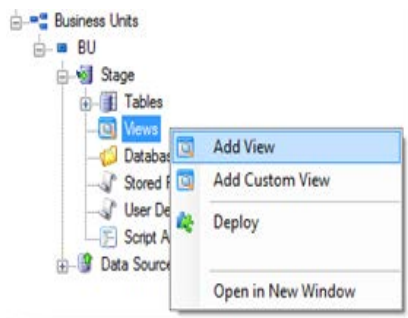 Business Units
BU
Stage
Tables
Views
Add View
Databas
Add Custom View
Stored P
User De
Deploy
Script A
Data Source
Open in New Window